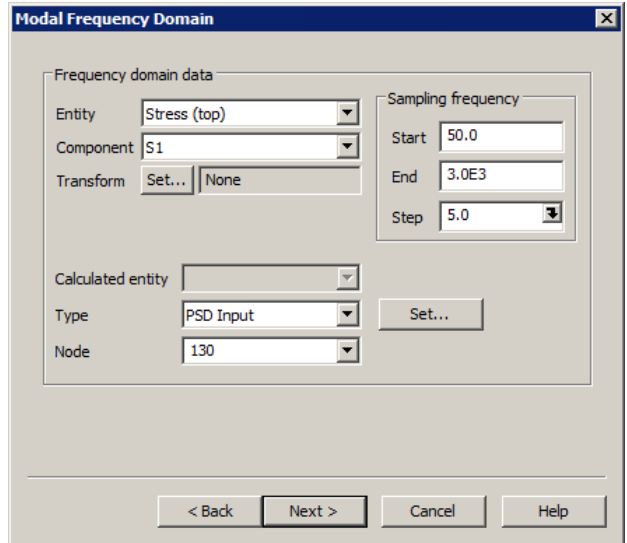 Modal Frequency Domain
Frequency domain data
Entity Stress (top)
Component S1
Transform Set... None
Sampling frequency
Start 50.0
End 3.0E3
Step 5.0
Calculated entity
Type PSD Input Set...
Node 130
< Back Next > Cancel Help